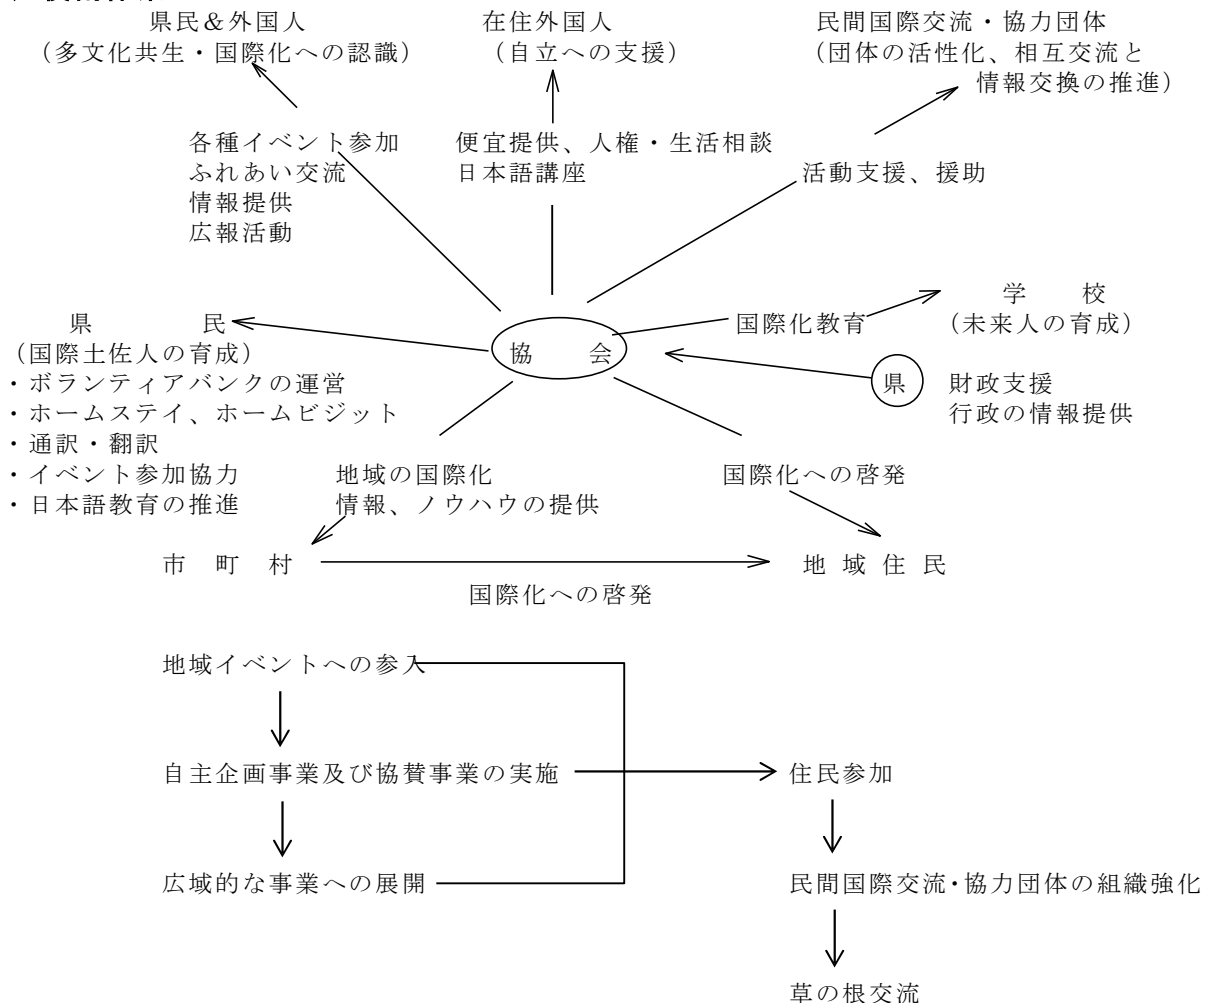 県民＆外国人
（多文化共生・国際化への認識）
在住外国人
（自立への支援）
民間国際交流・協力団体
（団体の活性化、相互交流と
情報交換の推進）
各種イベント参加
ふれあい交流
情報提供
広報活動
便宜提供、人権・生活相談
日本語講座
活動支援、援助
県　　　　民
（国際土佐人の育成）
・ボランティアバンクの運営
・ホームステイ、ホームビジット
・通訳・翻訳
・イベント参加協力
・日本語教育の推進
協　　会
国際化教育
学　　校
（未来人の育成）
県
財政支援
行政の情報提供
地域の国際化
情報、ノウハウの提供
国際化への啓発
市　町　村
地 域 住 民
国際化への啓発
地域イベントへの参入
自主企画事業及び協賛事業の実施
住民参加
広域的な事業への展開
民間国際交流・協力団体の組織強化
草の根交流